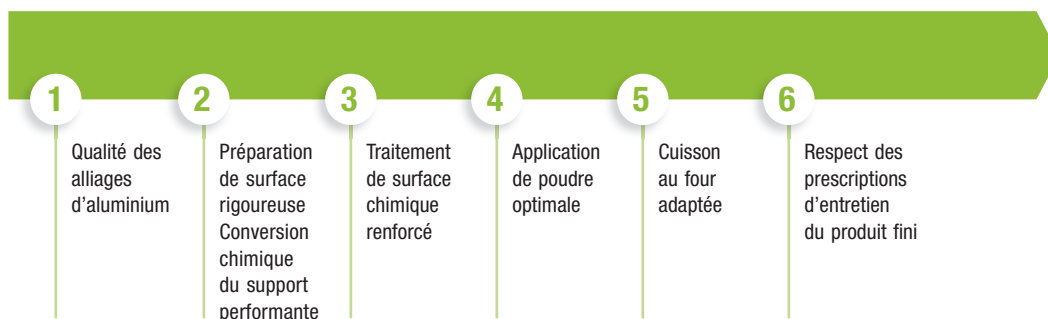 1
Qualité des
alliages
d'aluminium
2
Préparation
de surface
rigoureuse
Conversion
chimique
du support
performante
3
Traitement
de surface
chimique
renforcé
4
Application
de poudre
optimale
5
Cuisson
au four
adaptée
6
Respect des
prescriptions
d'entretien
du produit fini